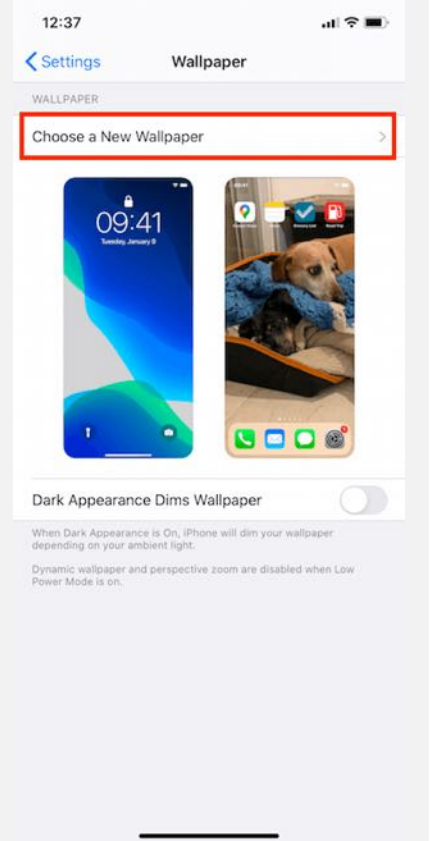 12:37
Settings
Wallpaper
WALLPAPER
Choose a New Wallpaper
09:41
Tuesday, January 9
Dark Appearance Dims Wallpaper
When Dark Appearance is On, iPhone will dim your wallpaper
depending on your ambient light.
Dynamic wallpaper and perspective zoom are disabled when Low
Power Mode is on.